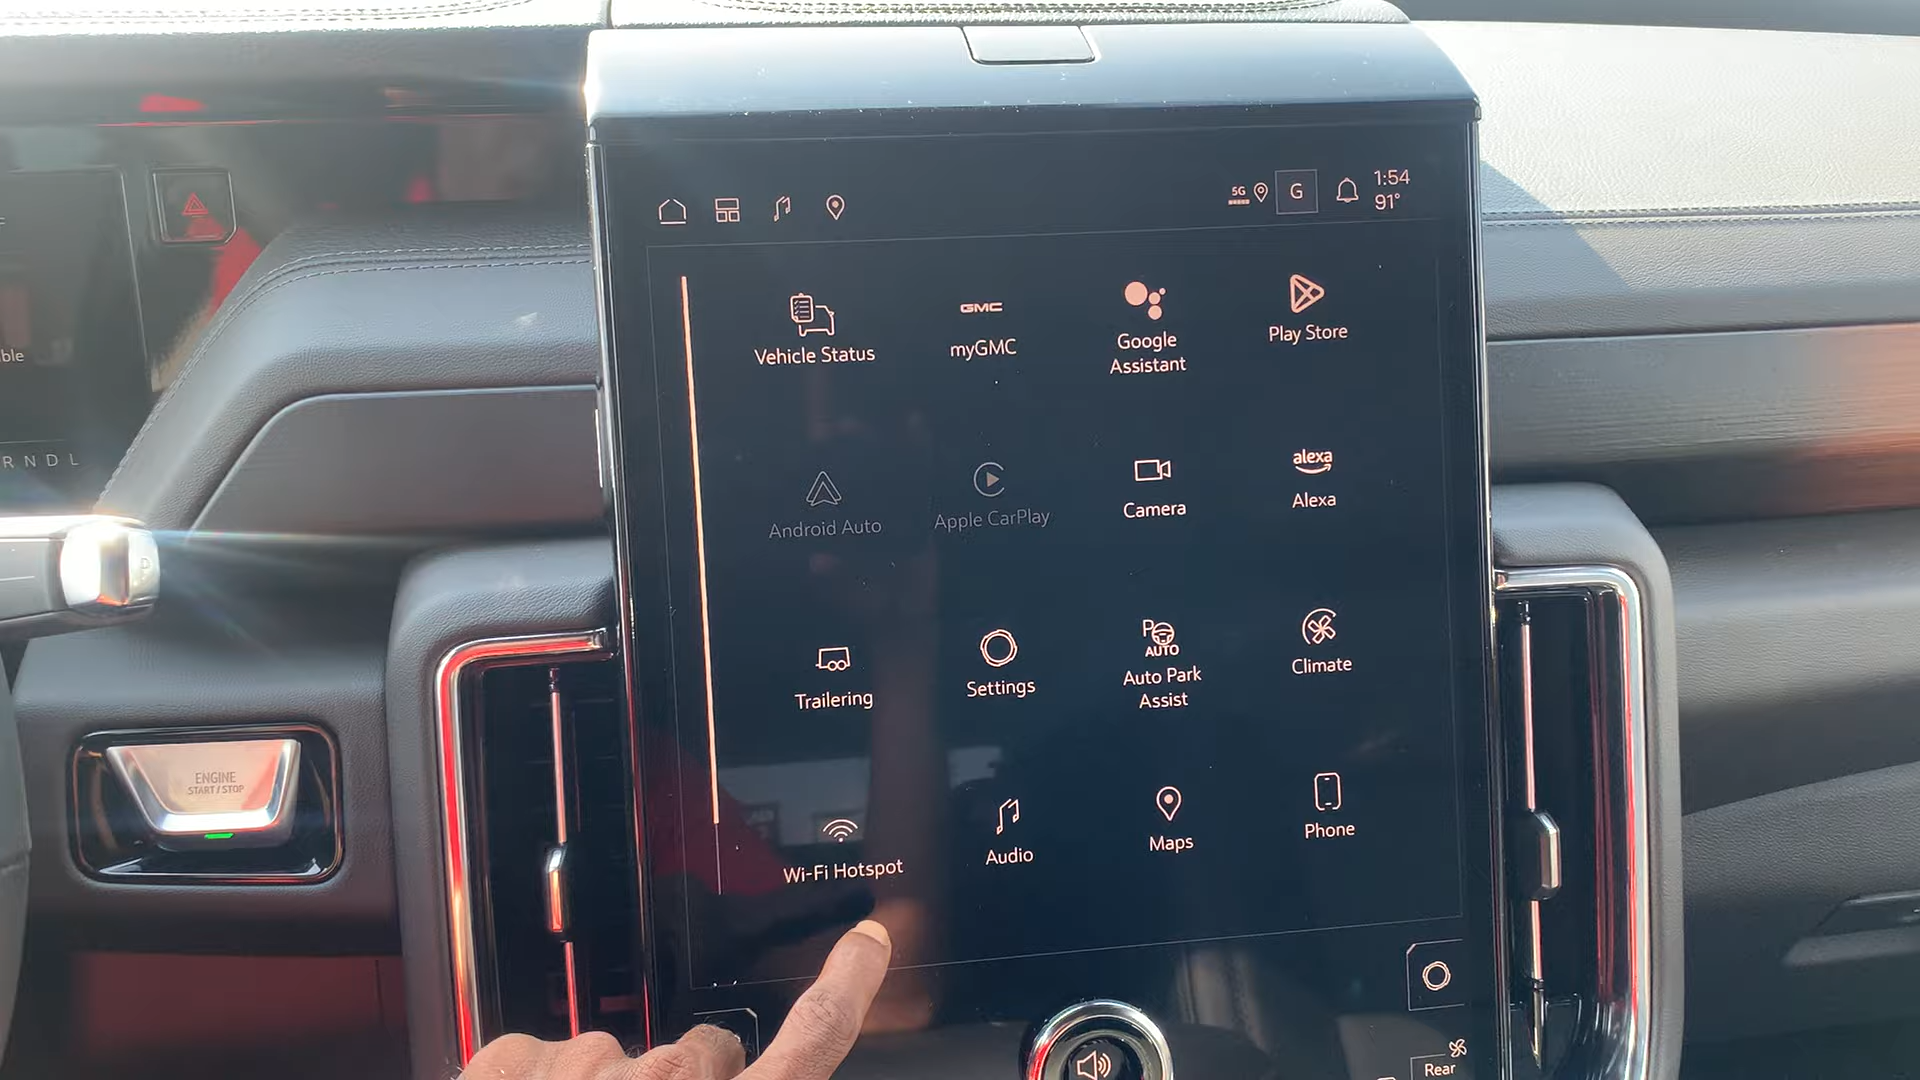 5G
G
1:54
91°
Vehicle Status
GMC
myGMC
Google
Assistant
Play Store
Android Auto
Apple CarPlay
Camera
alexa
Alexa
Trailering
Settings
P
AUTO
Auto Park
Assist
Climate
Wi-Fi Hotspot
Audio
Maps
Phone
Rear
ble
R N D L
D
ENGINE
START / STOP